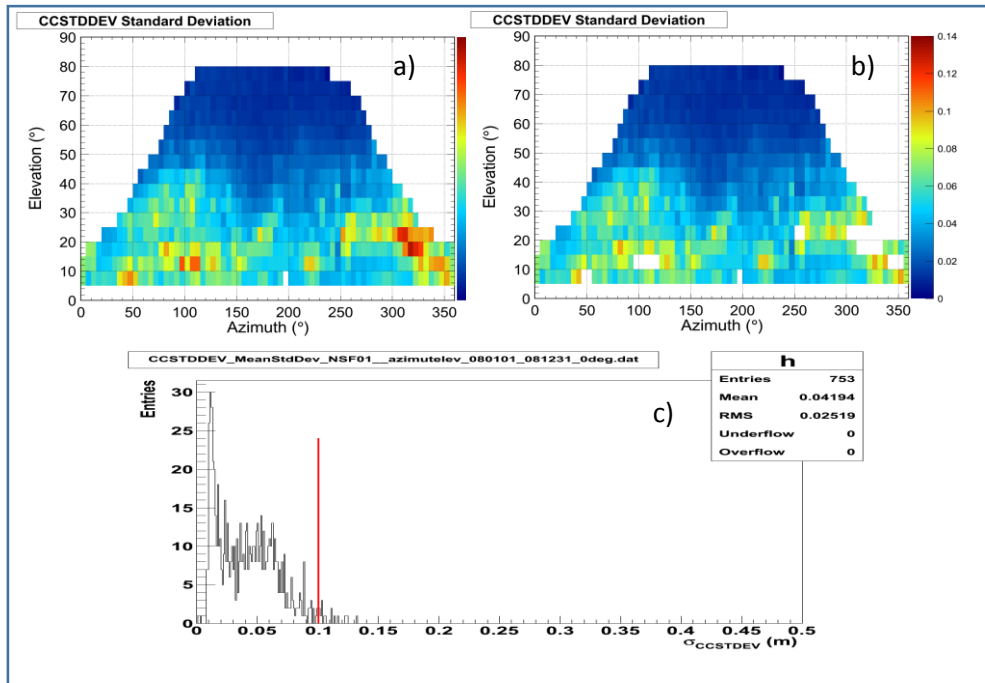 CCSTDDEV Standard Deviation
CCSTDDEV Standard Deviation
a)
b)
90
80
70
60
50
40
30
20
10
0
Elevation (°)
0 50 100 150 200 250 300 350
Azimuth (°)
90
80
70
60
50
40
30
20
10
0
Elevation (°)
0 50 100 150 200 250 300 350
Azimuth (°)
0.14
0.12
0.1
0.08
0.06
0.04
0.02
0
CCSTDDEV_MeanStdDev_NSF01__azimutelev_080101_081231_0deg.dat
h
Entries 753
Mean 0.04194
RMS 0.02519
Underflow 0
Overflow 0
c)
Entries
30
25
20
15
10
5
0
0 0.05 0.1 0.15 0.2 0.25 0.3 0.35 0.4 0.45 0.5
σCCSTDEV (m)